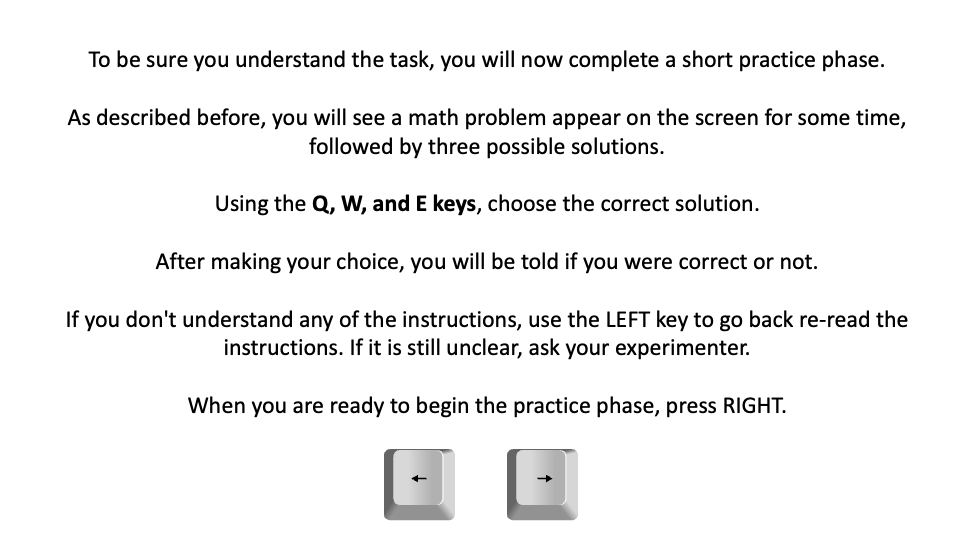 To be sure you understand the task, you will now complete a short practice phase.
As described before, you will see a math problem appear on the screen for some time,
followed by three possible solutions.
Using the Q, W, and E keys, choose the correct solution.
After making your choice, you will be told if you were correct or not.
If you don't understand any of the instructions, use the LEFT key to go back re-read the
instructions. If it is still unclear, ask your experimenter.
When you are ready to begin the practice phase, press RIGHT.
← →